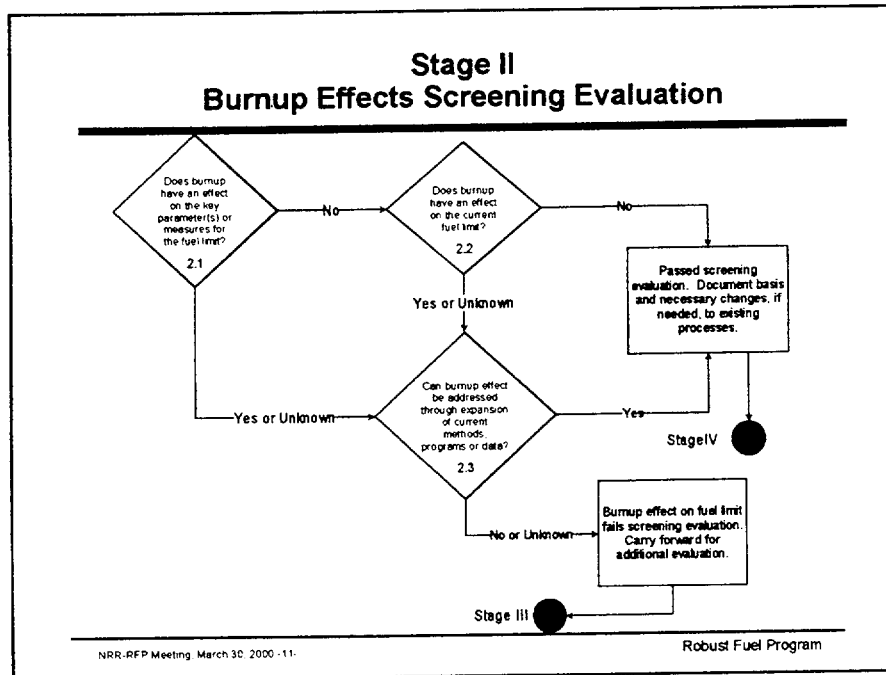 Stage II
Burnup Effects Screening Evaluation
Does burnup
have an effect
on the key
parameter(s) or
measures for
the fuel limit?
2.1
No
Does burnup
have an effect
on the current
fuel limit?
2.2
No
Passed screening
evaluation. Document basis
and necessary changes, if
needed, to existing
processes.
Yes or Unknown
Yes or Unknown
Can burnup effect
be addressed
through expansion
of current
methods,
programs or data?
2.3
Yes
StageIV
No or Unknown
Burnup effect on fuel limit
fails screening evaluation.
Carry forward for
additional evaluation.
Stage III
NRR-RFP Meeting, March 30, 2000 -11-
Robust Fuel Program